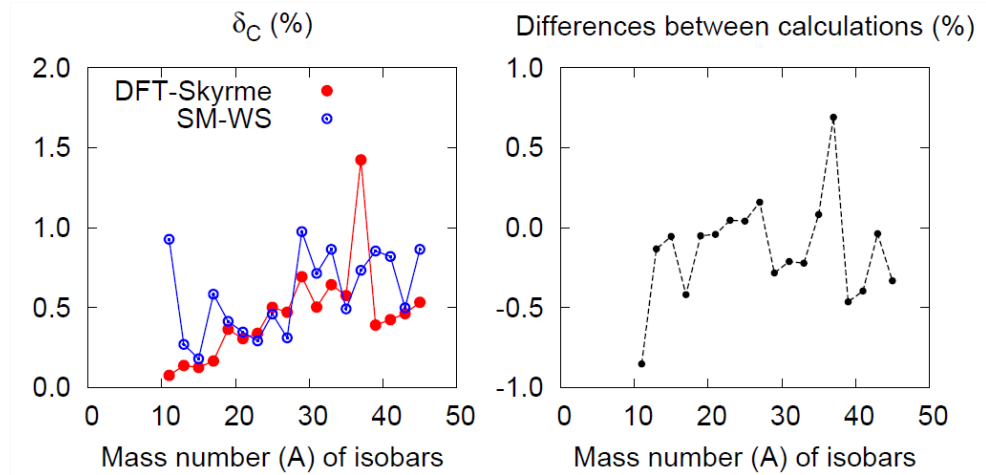 δC (%)
2.0
1.5
1.0
0.5
0.0
DFT-Skyrme
SM-WS
0 10 20 30 40 50
Mass number (A) of isobars
Differences between calculations (%)
1.0
0.5
0.0
-0.5
-1.0
0 10 20 30 40 50
Mass number (A) of isobars